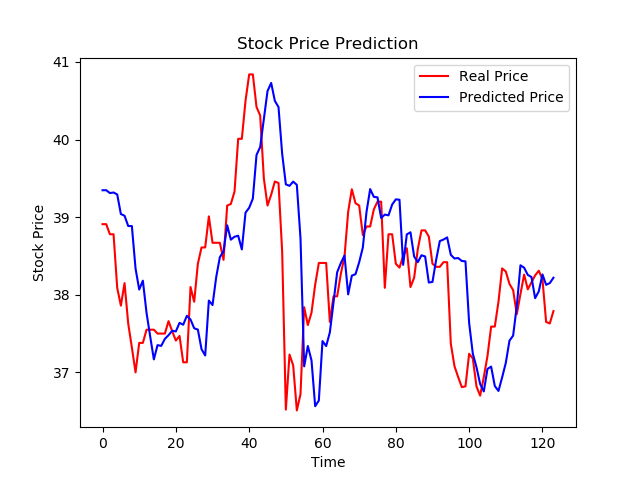 Stock Price Prediction
Real Price
Predicted Price
Stock Price
41
40
39
38
37
0 20 40 60 80 100 120
Time